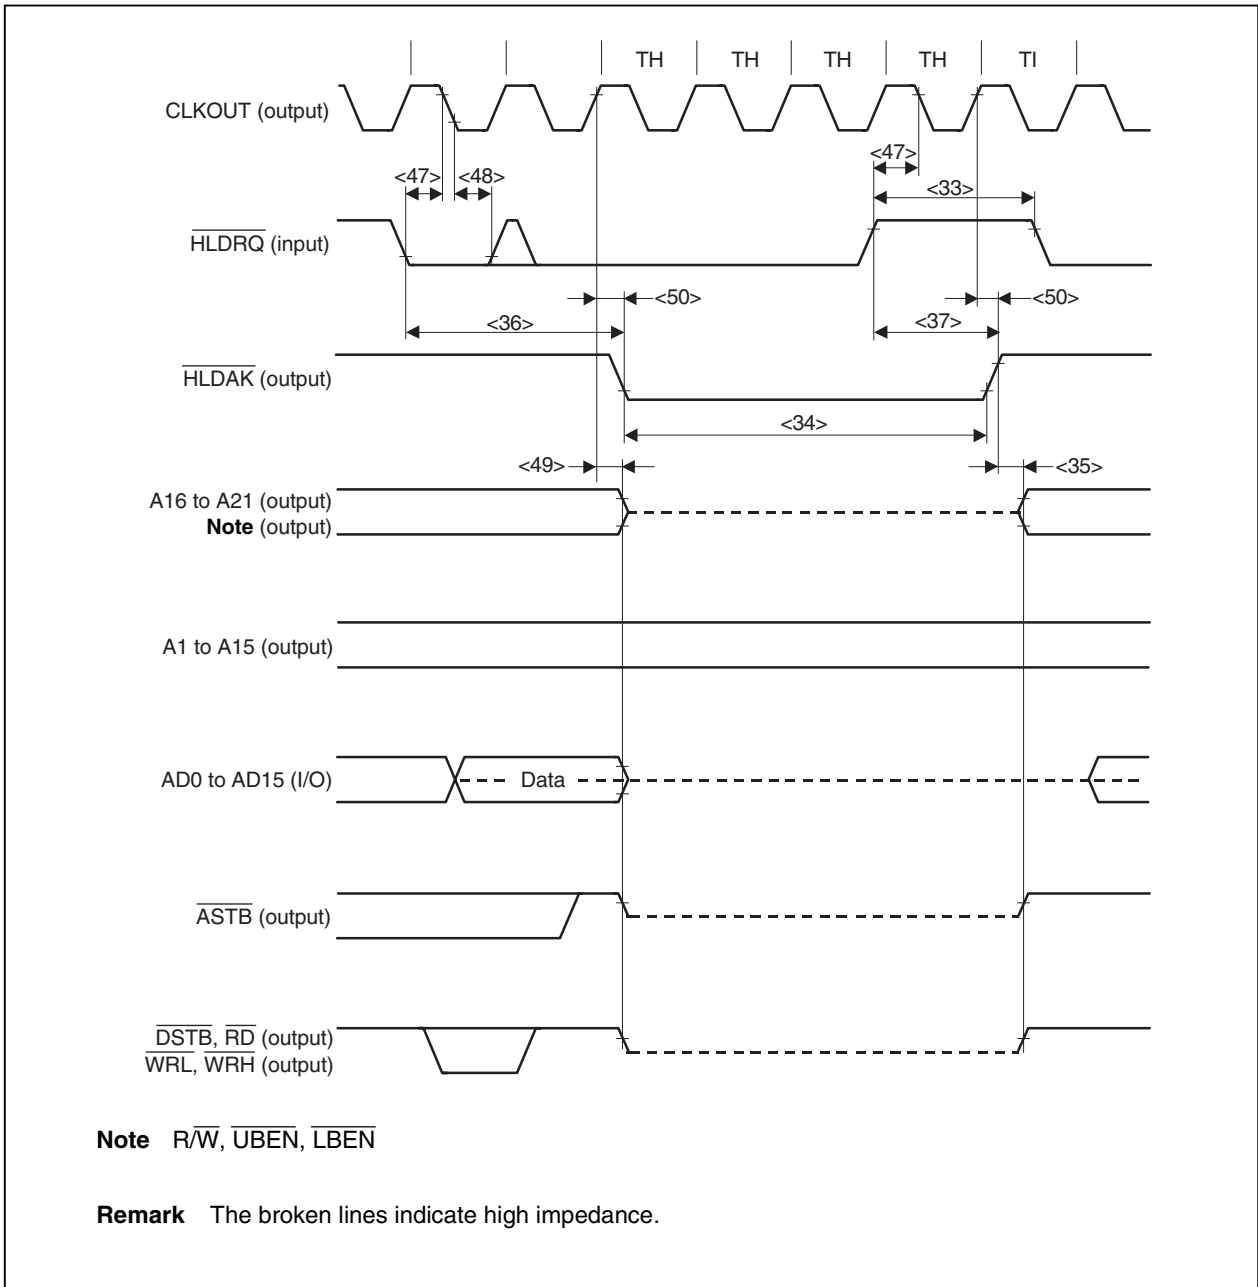 TH TH TH TH TI
CLKOUT (output)
<47> <48> <47>
<33>
HLDRQ (input)
<50> <50>
<36> <37>
HLDAK (output)
<34>
<49> <35>
A16 to A21 (output)
Note (output)
A1 to A15 (output)
AD0 to AD15 (I/O) Data
ASTB (output)
DSTB, RD (output)
WRL, WRH (output)
Note R/W, UBEN, LBEN
Remark The broken lines indicate high impedance.